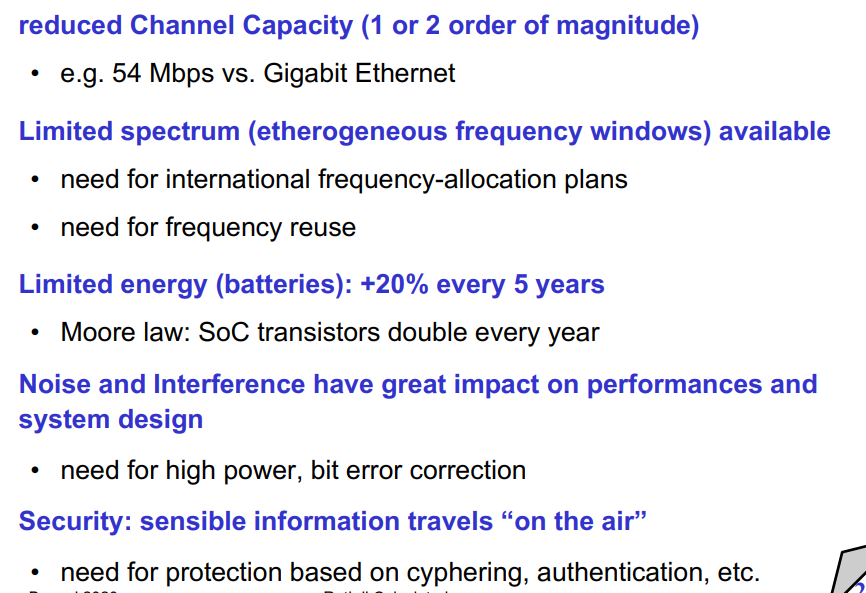 reduced Channel Capacity (1 or 2 order of magnitude)
• e.g. 54 Mbps vs. Gigabit Ethernet
Limited spectrum (etherogeneous frequency windows) available
• need for international frequency-allocation plans
• need for frequency reuse
Limited energy (batteries): +20% every 5 years
• Moore law: SoC transistors double every year
Noise and Interference have great impact on performances and
system design
• need for high power, bit error correction
Security: sensible information travels “on the air”
• need for protection based on cyphering, authentication, etc.